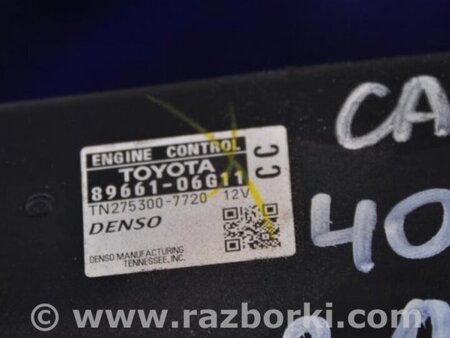 ENGINE CONTROL
TOYOTA
89661-06G11
CC
TN275300-7720 12V
DENSO
DENSO MANUFACTURING
TENNESSEE, INC.
CA
40
© www.razborki.com